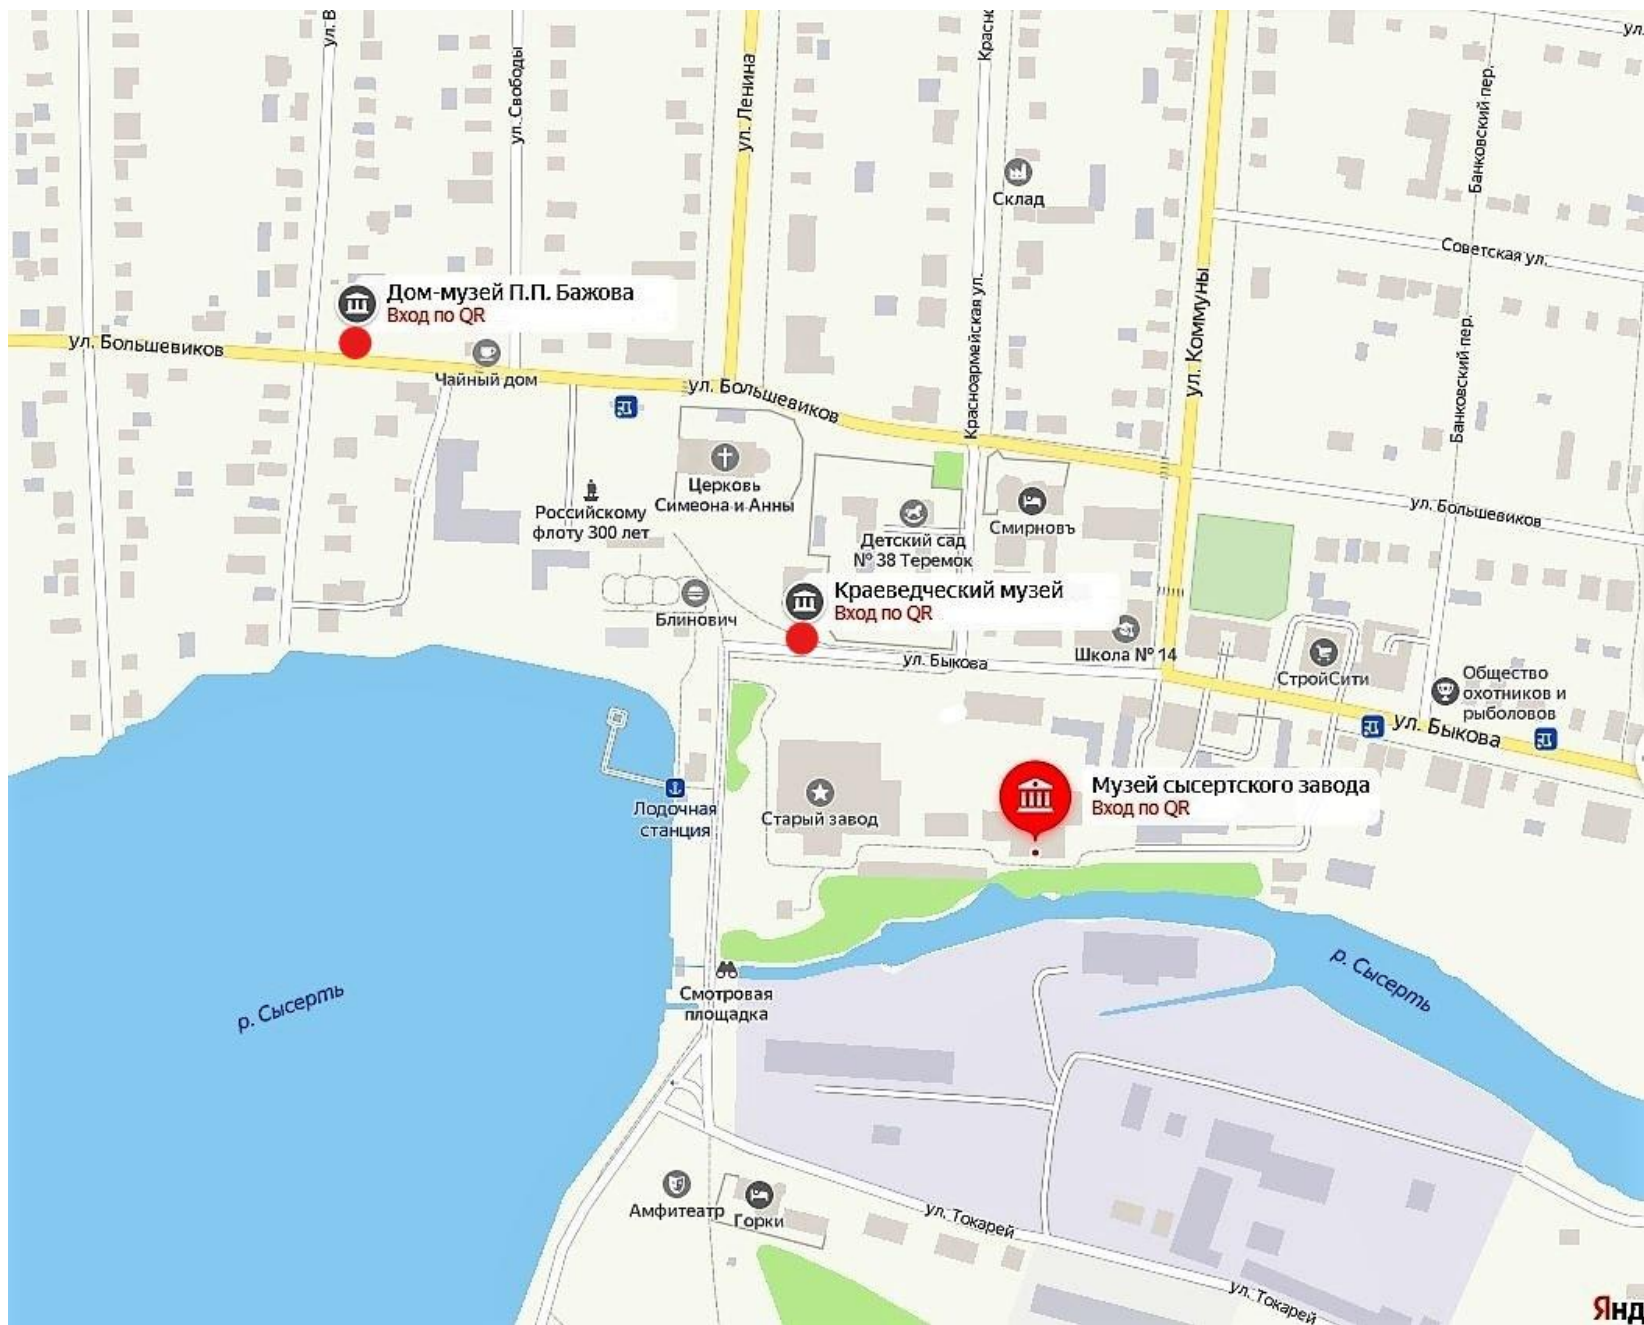 ул. В
ул. Свободы
ул. Ленина
Красно
ул.
Банковский пер.
Склад
Советская ул.
Дом-музей П.П. Бажова
Вход по QR
ул. Коммуны
Красноармейская ул.
ул. Большевиков
Чайный дом
ул. Большевиков
Банковский пер.
Церковь
Симеона и Анны
Российскому
флоту 300 лет
Смирновъ
ул. Большевиков
Детский сад
№ 38 Теремок
Краеведческий музей
Вход по QR
Блинович
ул. Быкова
Школа № 14
СтройСити
Общество
охотников и
рыболовов
ул. Быкова
Музей сысертского завода
Вход по QR
Лодочная
станция
Старый завод
р. Сысерть
р. Сысерть
Смотровая
площадка
Амфитеатр
Горки
ул. Токарей
ул. Токарей
Янд